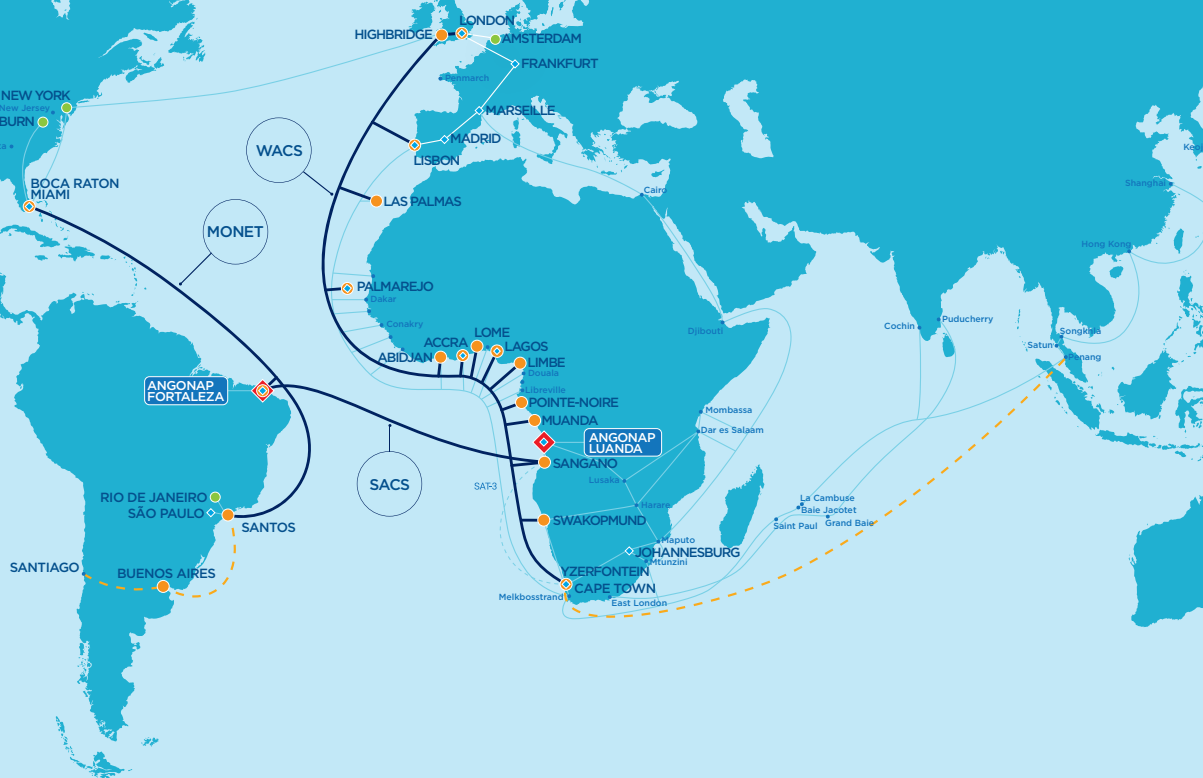 LONDON
HIGHBRIDGE
AMSTERDAM
FRANKFURT
Penmarch
NEW YORK
New Jersey
BURN
MARSEILLE
MADRID
WACS
LISBON
ta
BOCA RATON
MIAMI
LAS PALMAS
Cairo
Shanghai
Keoj
MONET
Hong Kong
PALMAREJO
Dakar
Conakry
LOME
ACCRA
LAGOS
ABIDJAN
LIMBE
Douala
Libreville
Djibouti
Cochin
Puducherry
Songkhla
Satun
Penang
ANGONAP
FORTALEZA
POINTE-NOIRE
MUANDA
ANGONAP
LUANDA
SANGANO
Mombassa
Dar es Salaam
SACS
SAT-3
Lusaka
Harare
RIO DE JANEIRO
SÃO PAULO
SANTOS
SWAKOPMUND
La Cambuse
Baie Jacotet
Saint Paul
Grand Baie
Maputo
JOHANNESBURG
Mtunzini
SANTIAGO
BUENOS AIRES
YZERFONTEIN
CAPE TOWN
Melkbosstrand
East London